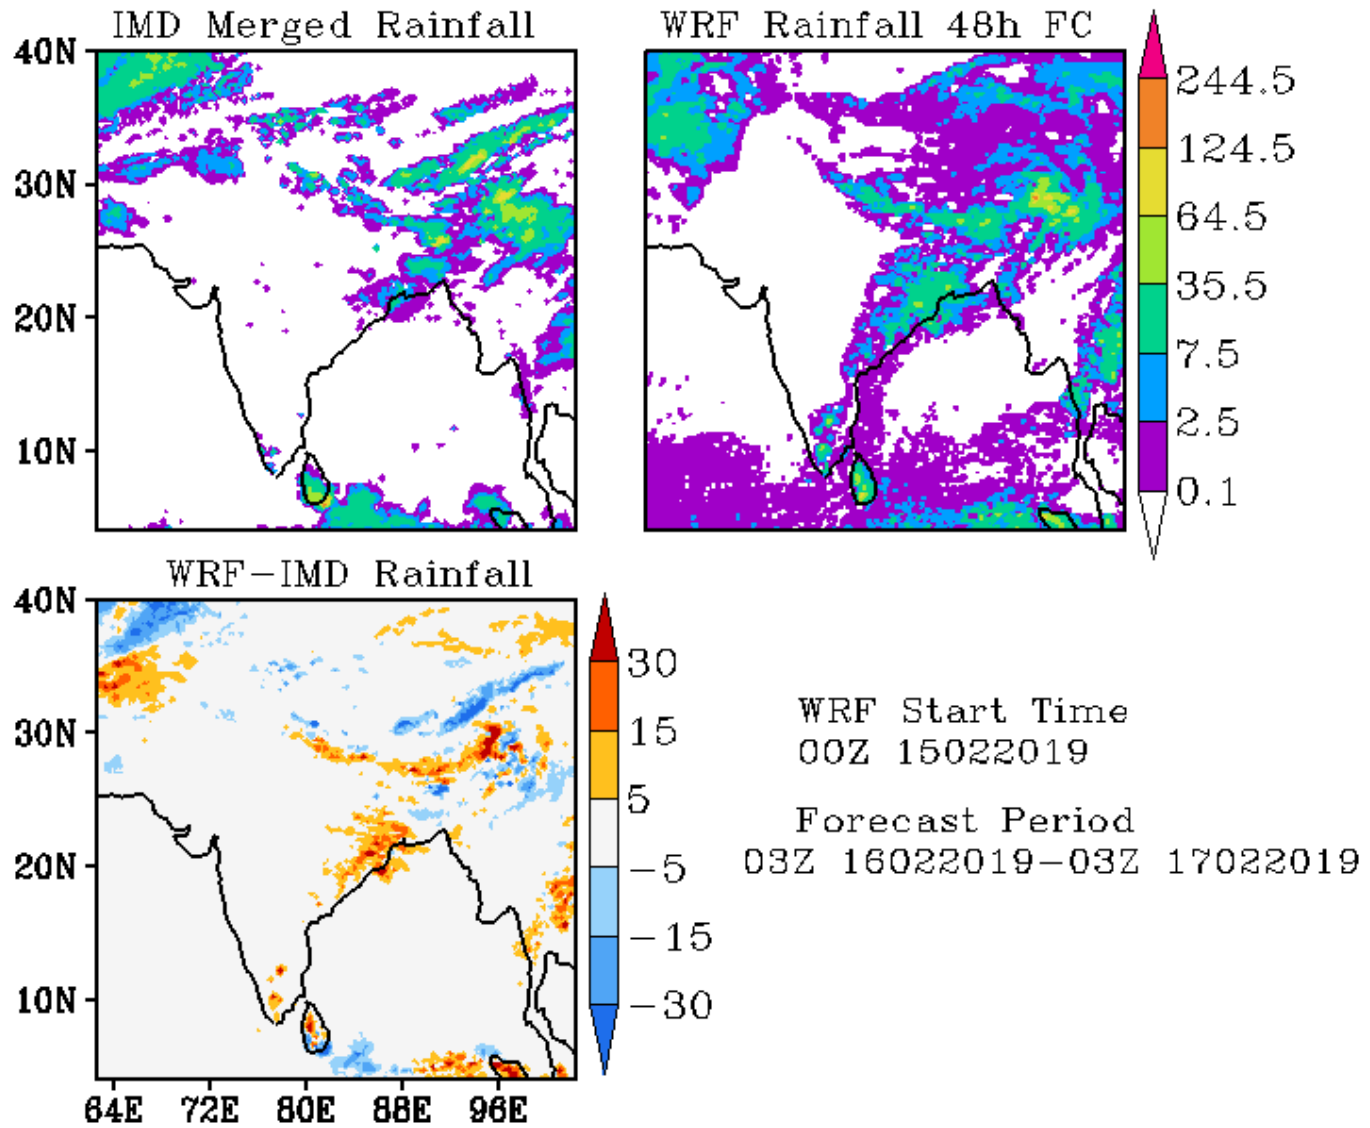 IMD Merged Rainfall
WRF Rainfall 48h FC
40N
30N
20N
10N
244.5
124.5
64.5
35.5
7.5
2.5
0.1
WRF-IMD Rainfall
40N
30N
20N
10N
64E 72E 80E 88E 96E
30
15
5
-5
-15
-30
WRF Start Time
00Z 15022019
Forecast Period
03Z 16022019-03Z 17022019